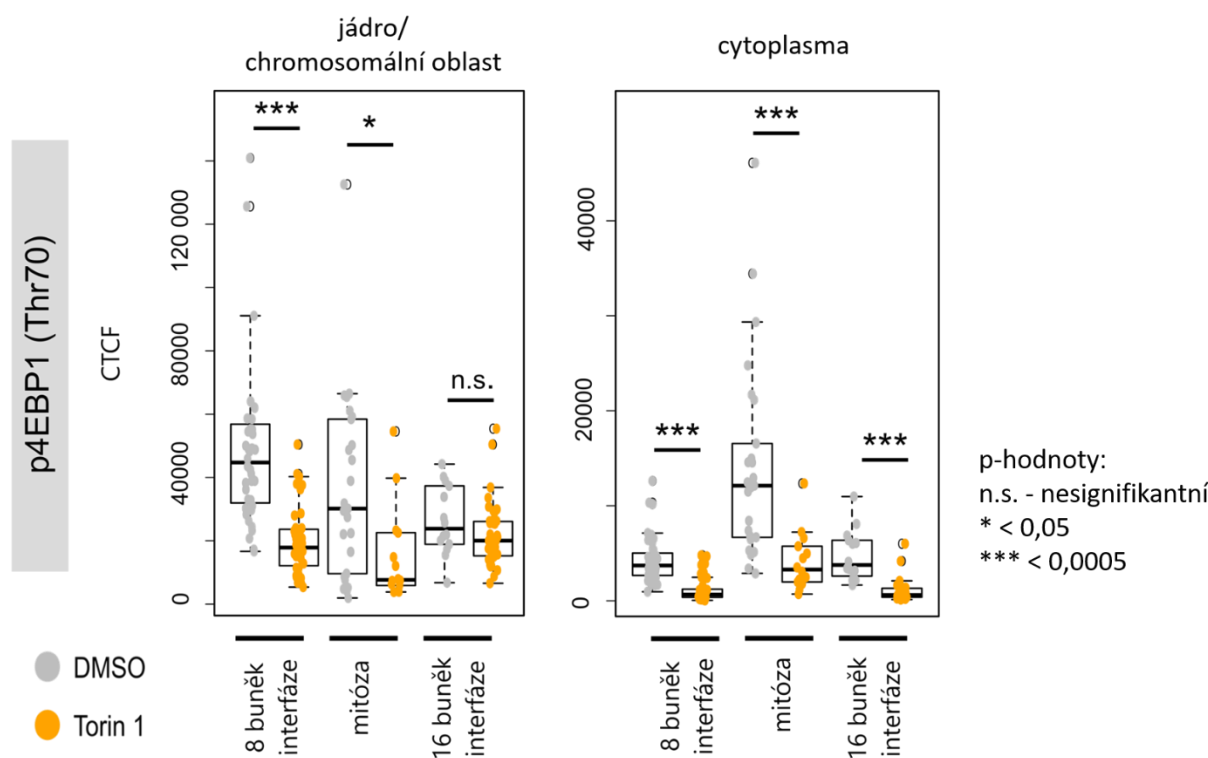 jádro/
chromosomální oblast
cytoplasma
p4EBP1 (Thr70)
CTCF
120 000
80000
40000
0
***
*
n.s.
40000
20000
0
***
***
***
p-hodnoty:
n.s. - nesignifikantní
* < 0,05
*** < 0,0005
DMSO
Torin 1
8 buněk
interfáze
mitóza
16 buněk
interfáze
8 buněk
interfáze
mitóza
16 buněk
interfáze